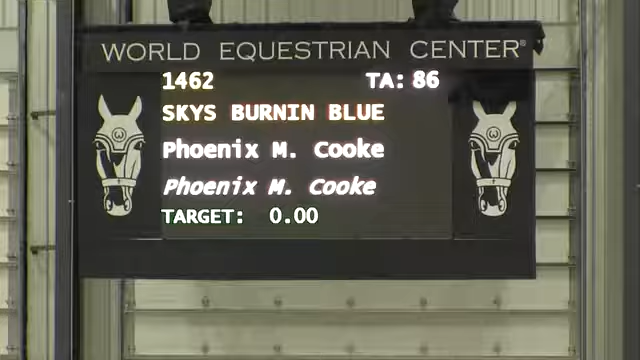 WORLD EQUESTRIAN CENTER®
1462 TA: 86
SKYS BURNIN BLUE
Phoenix M. Cooke
Phoenix M. Cooke
TARGET: 0.00